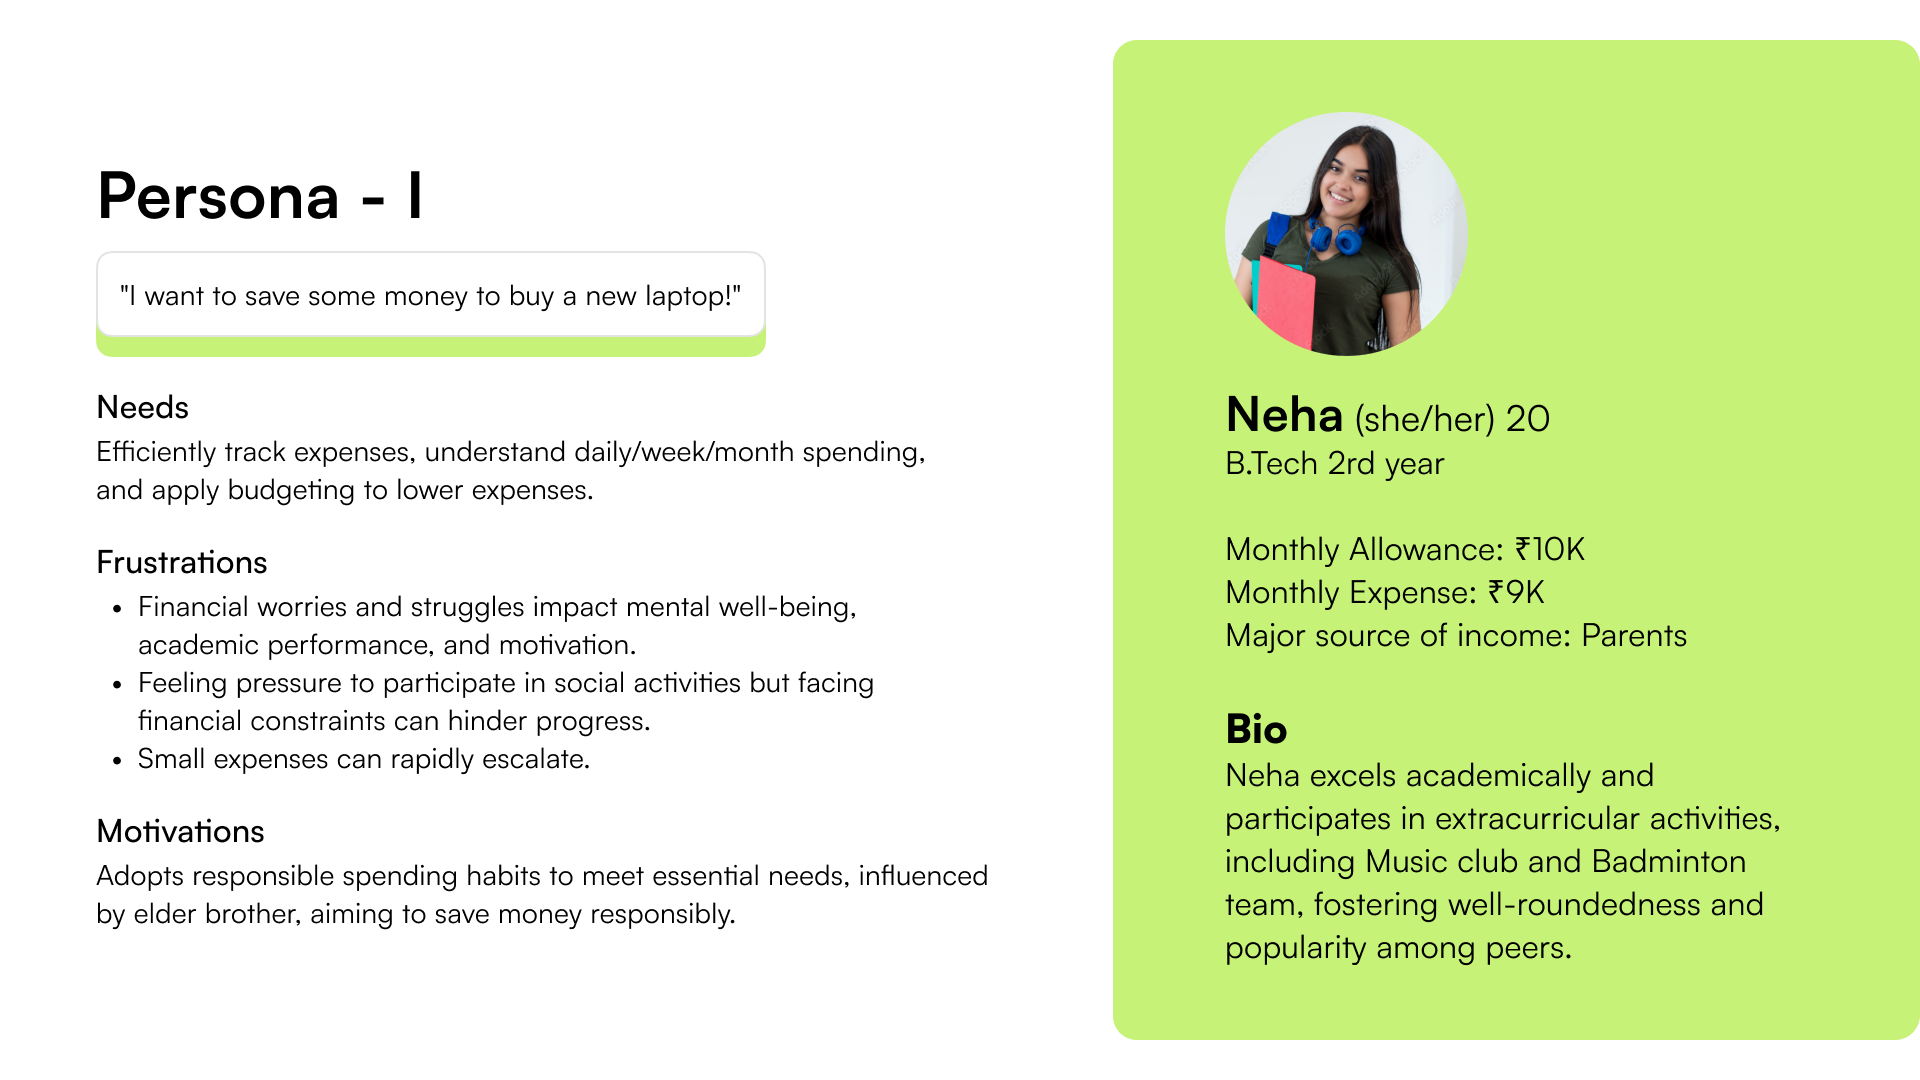 Persona - I
"I want to save some money to buy a new laptop!"
Needs
Efficiently track expenses, understand daily/week/month spending,
and apply budgeting to lower expenses.
Frustrations
• Financial worries and struggles impact mental well-being,
academic performance, and motivation.
• Feeling pressure to participate in social activities but facing
financial constraints can hinder progress.
• Small expenses can rapidly escalate.
Motivations
Adopts responsible spending habits to meet essential needs, influenced
by elder brother, aiming to save money responsibly.
Neha (she/her) 20
B.Tech 2rd year
Monthly Allowance: ₹10K
Monthly Expense: ₹9K
Major source of income: Parents
Bio
Neha excels academically and
participates in extracurricular activities,
including Music club and Badminton
team, fostering well-roundedness and
popularity among peers.